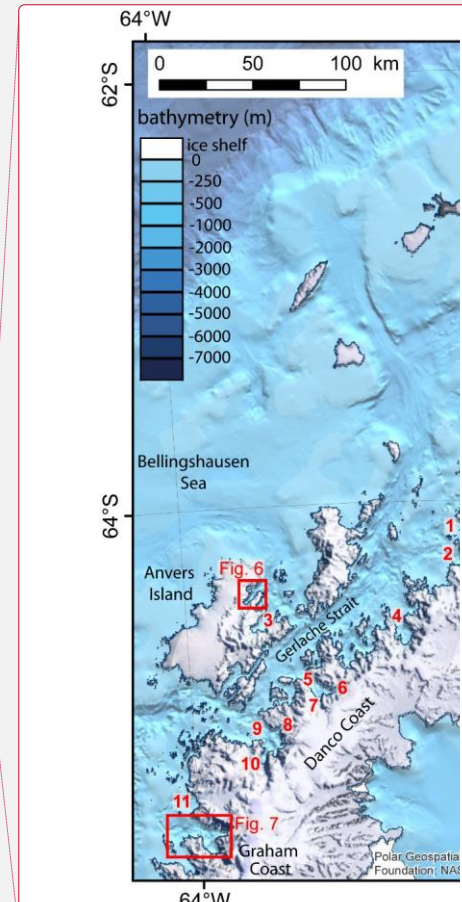 64°W
62°S
0 50 100 km
bathymetry (m)
ice shelf
0
-250
-500
-1000
-2000
-3000
-4000
-5000
-6000
-7000
Bellingshausen
Sea
64°S
1
2
Anvers
Island
Fig. 6
3
Gerlache Strait
4
5
6
7
8
9
10
Danco Coast
11
Fig. 7
Graham
Coast
Polar Geospatia
Foundation; NAS
64°W